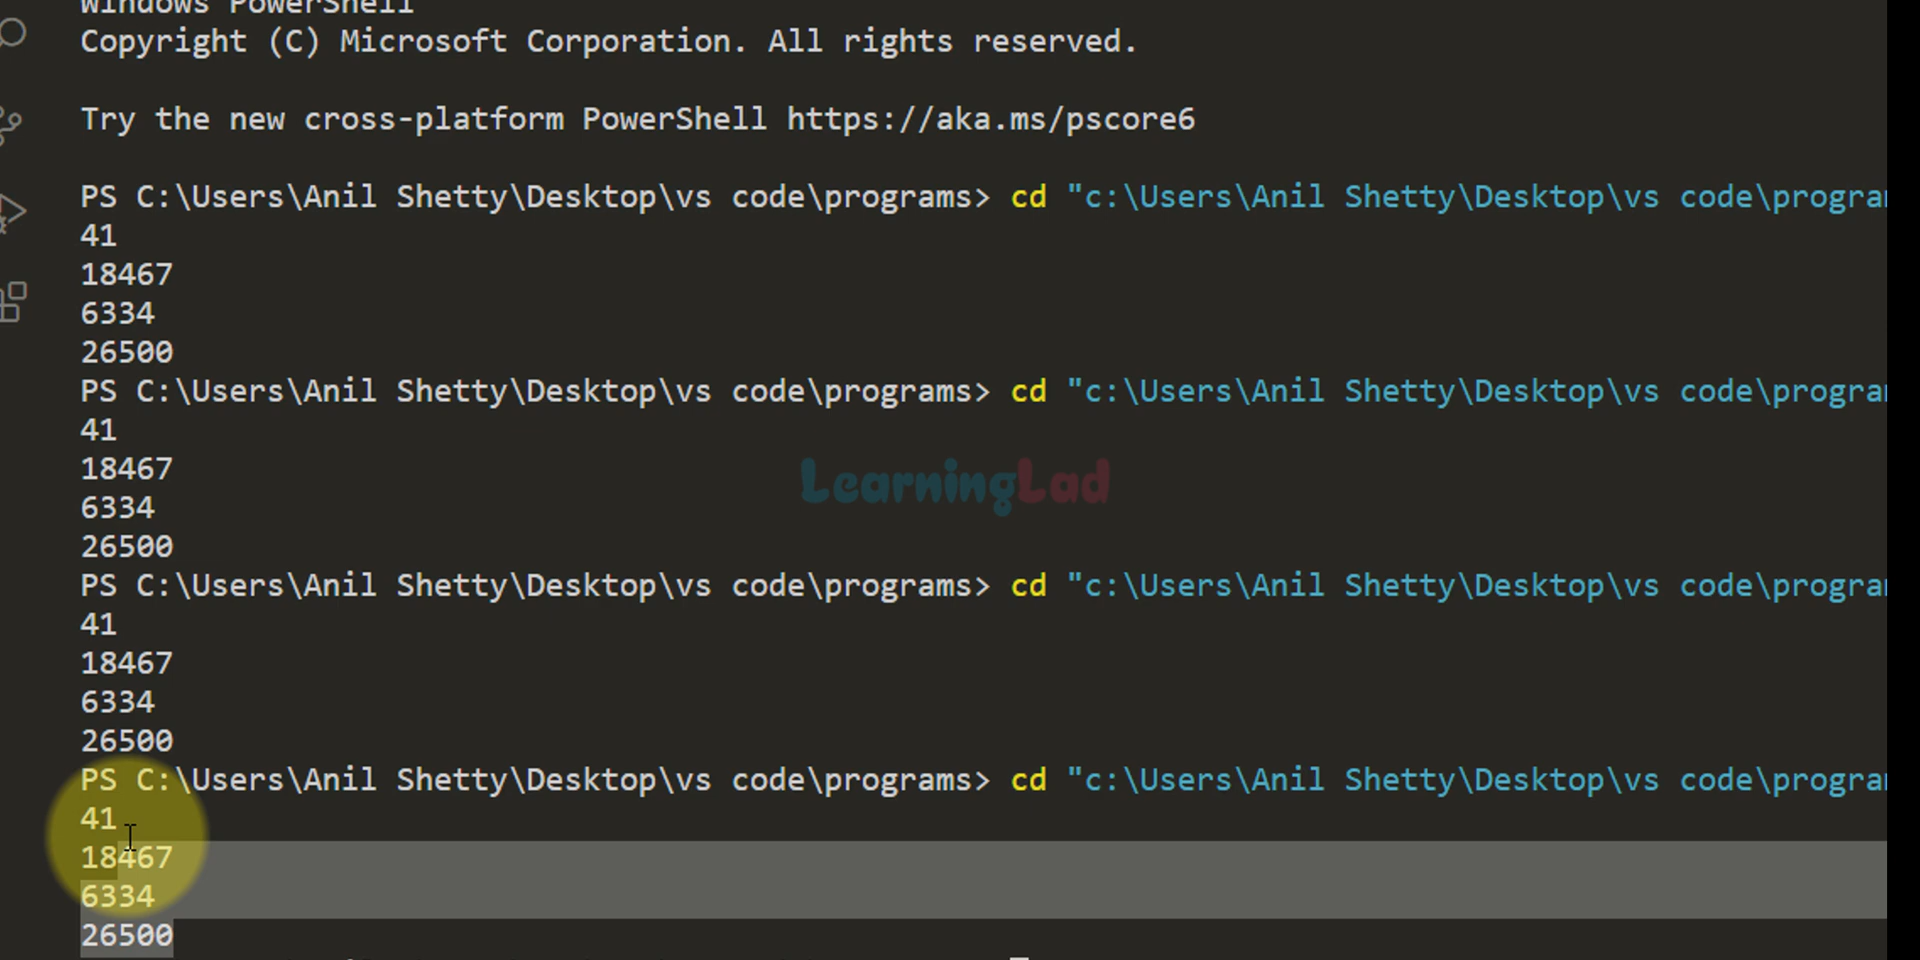 Windows PowerShell
Copyright (C) Microsoft Corporation. All rights reserved.
Try the new cross-platform PowerShell https://aka.ms/pscore6
PS C:\Users\Anil Shetty\Desktop\vs code\programs> cd "c:\Users\Anil Shetty\Desktop\vs code\progra
41
18467
6334
26500
PS C:\Users\Anil Shetty\Desktop\vs code\programs> cd "c:\Users\Anil Shetty\Desktop\vs code\progra
41
18467
6334
26500
LearningLad
PS C:\Users\Anil Shetty\Desktop\vs code\programs> cd "c:\Users\Anil Shetty\Desktop\vs code\progra
41
18467
6334
26500
PS C:\Users\Anil Shetty\Desktop\vs code\programs> cd "c:\Users\Anil Shetty\Desktop\vs code\progra
41
18467
6334
26500